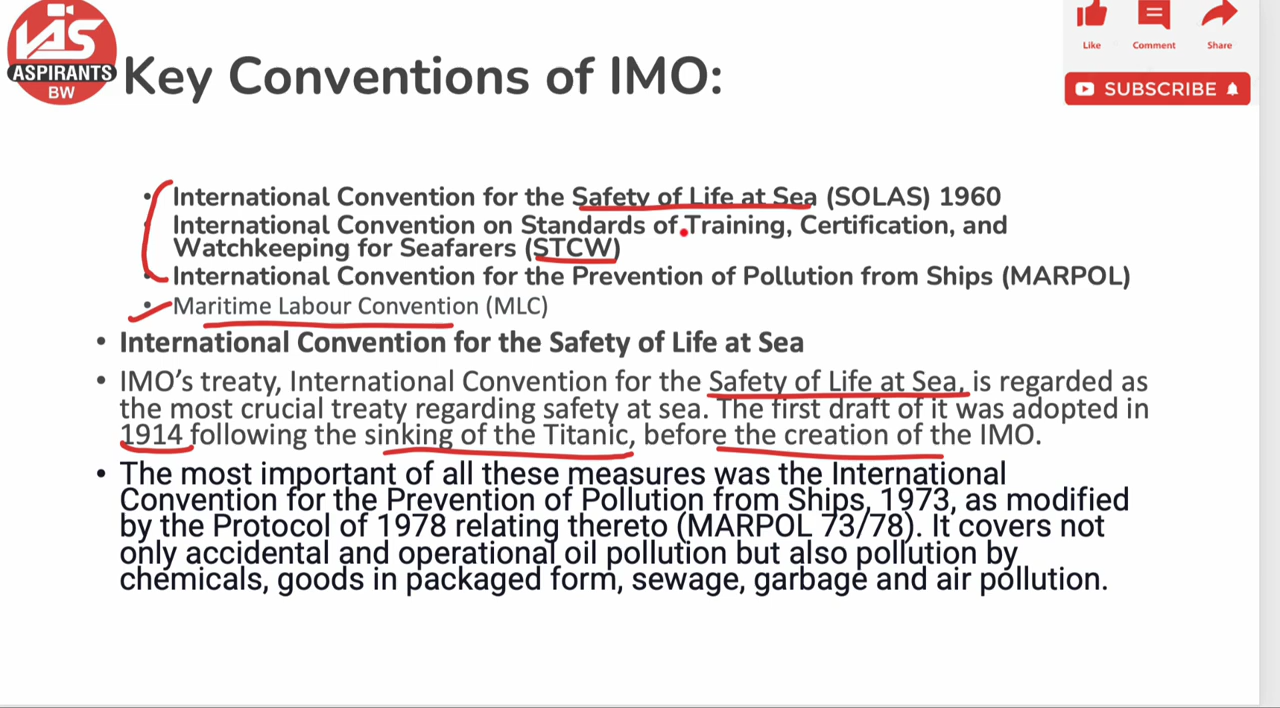 IAS
ASPIRANTS
BW
Like
Comment
Share
SUBSCRIBE
Key Conventions of IMO:
• International Convention for the Safety of Life at Sea (SOLAS) 1960
• International Convention on Standards of Training, Certification, and
Watchkeeping for Seafarers (STCW)
• International Convention for the Prevention of Pollution from Ships (MARPOL)
• Maritime Labour Convention (MLC)
• International Convention for the Safety of Life at Sea
• IMO’s treaty, International Convention for the Safety of Life at Sea, is regarded as
the most crucial treaty regarding safety at sea. The first draft of it was adopted in
1914 following the sinking of the Titanic, before the creation of the IMO.
• The most important of all these measures was the International
Convention for the Prevention of Pollution from Ships, 1973, as modified
by the Protocol of 1978 relating thereto (MARPOL 73/78). It covers not
only accidental and operational oil pollution but also pollution by
chemicals, goods in packaged form, sewage, garbage and air pollution.